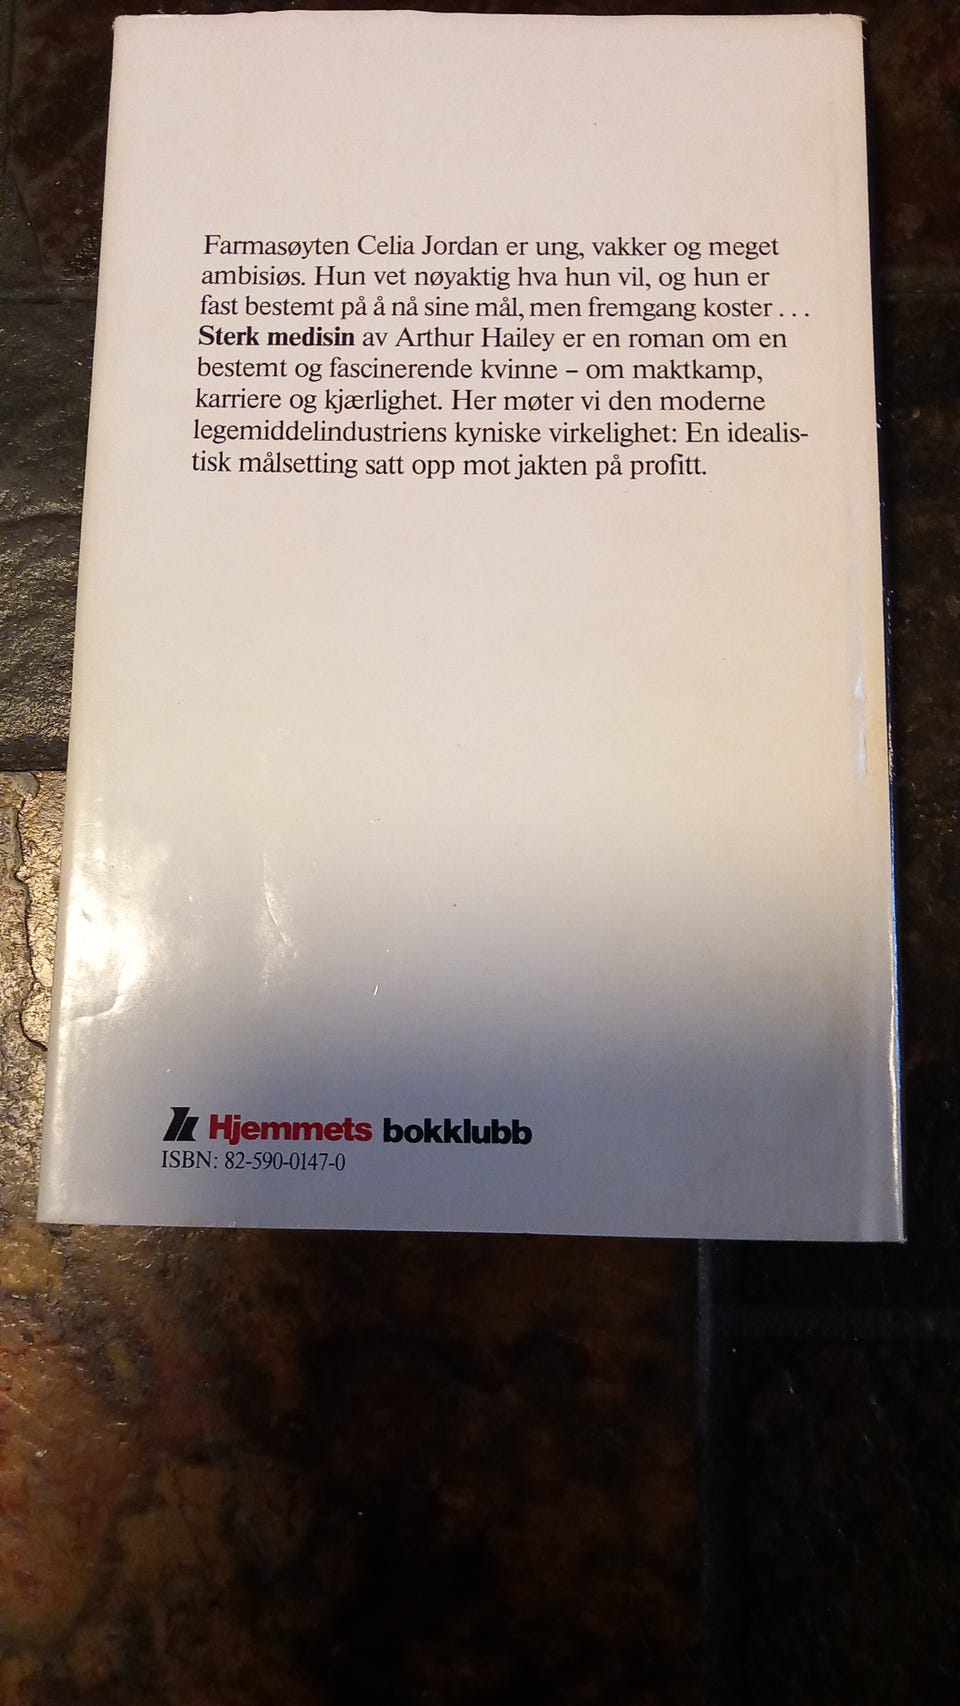 Farmasøyten Celia Jordan er ung, vakker og meget
ambisiøs. Hun vet nøyaktig hva hun vil, og hun er
fast bestemt på å nå sine mål, men fremgang koster . . .
Sterk medisin av Arthur Hailey er en roman om en
bestemt og fascinerende kvinne – om maktkamp,
karriere og kjærlighet. Her møter vi den moderne
legemiddelindustriens kyniske virkelighet: En idealis-
tisk målsetting satt opp mot jakten på profitt.
Hjemmets bokklubb
ISBN: 82-590-0147-0